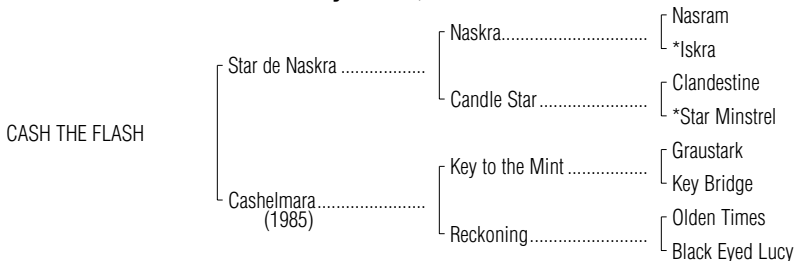 Nasram
Naskra..............................
*Iskra
Star de Naskra ..................
Clandestine
Candle Star......................
*Star Minstrel
CASH THE FLASH
Graustark
Key to the Mint .................
Key Bridge
Cashelmara.......................
(1985)
Olden Times
Reckoning.........................
Black Eyed Lucy